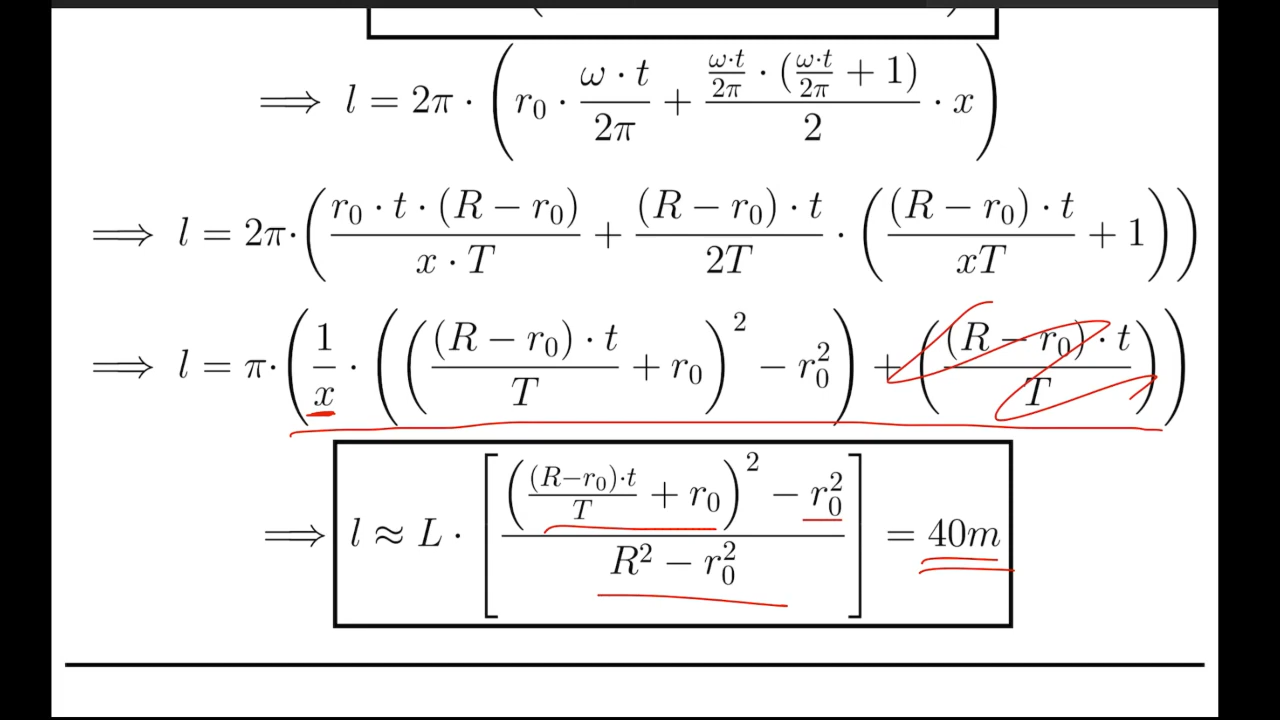 ⟹ l = 2π · ( r₀ · (ω · t)/(2π) + ((ω·t)/(2π) · ((ω·t)/(2π) + 1))/2 · x )
⟹ l = 2π· ( (r₀ · t · (R − r₀))/(x · T) + ((R − r₀) · t)/(2T) · ( ((R − r₀) · t)/(xT) + 1 ) )
⟹ l = π· ( 1/x · ( ( ((R − r₀) · t)/T + r₀ )² − r₀² ) + ( ((R − r₀) · t)/T ) )
⟹ l ≈ L · [ ( ( ((R−r₀)·t)/T + r₀ )² − r₀² )/( R² − r₀² ) ] = 40m